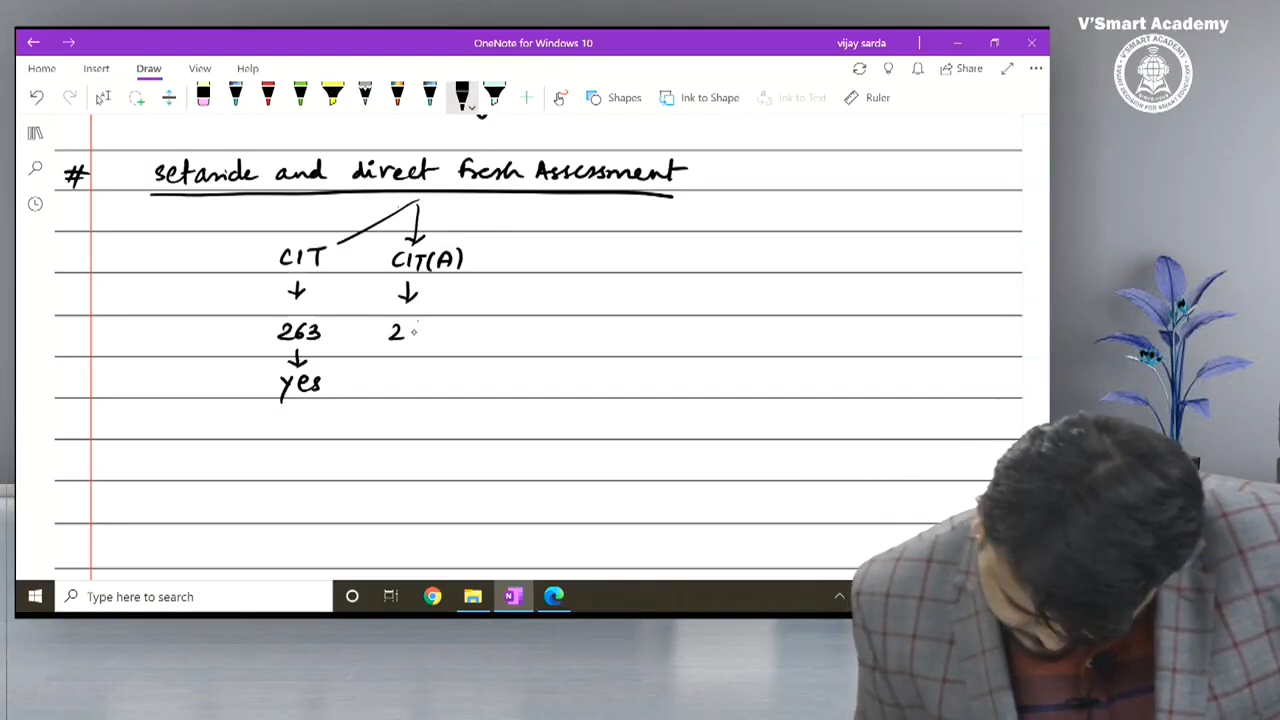 V'Smart Academy
OneNote for Windows 10
vijay sarda
Home Insert Draw View Help
Share
Shapes Ink to Shape Ink to Text Ruler
# Setaside and direct fresh Assessment
CIT CIT(A)
263 2
yes
Type here to search